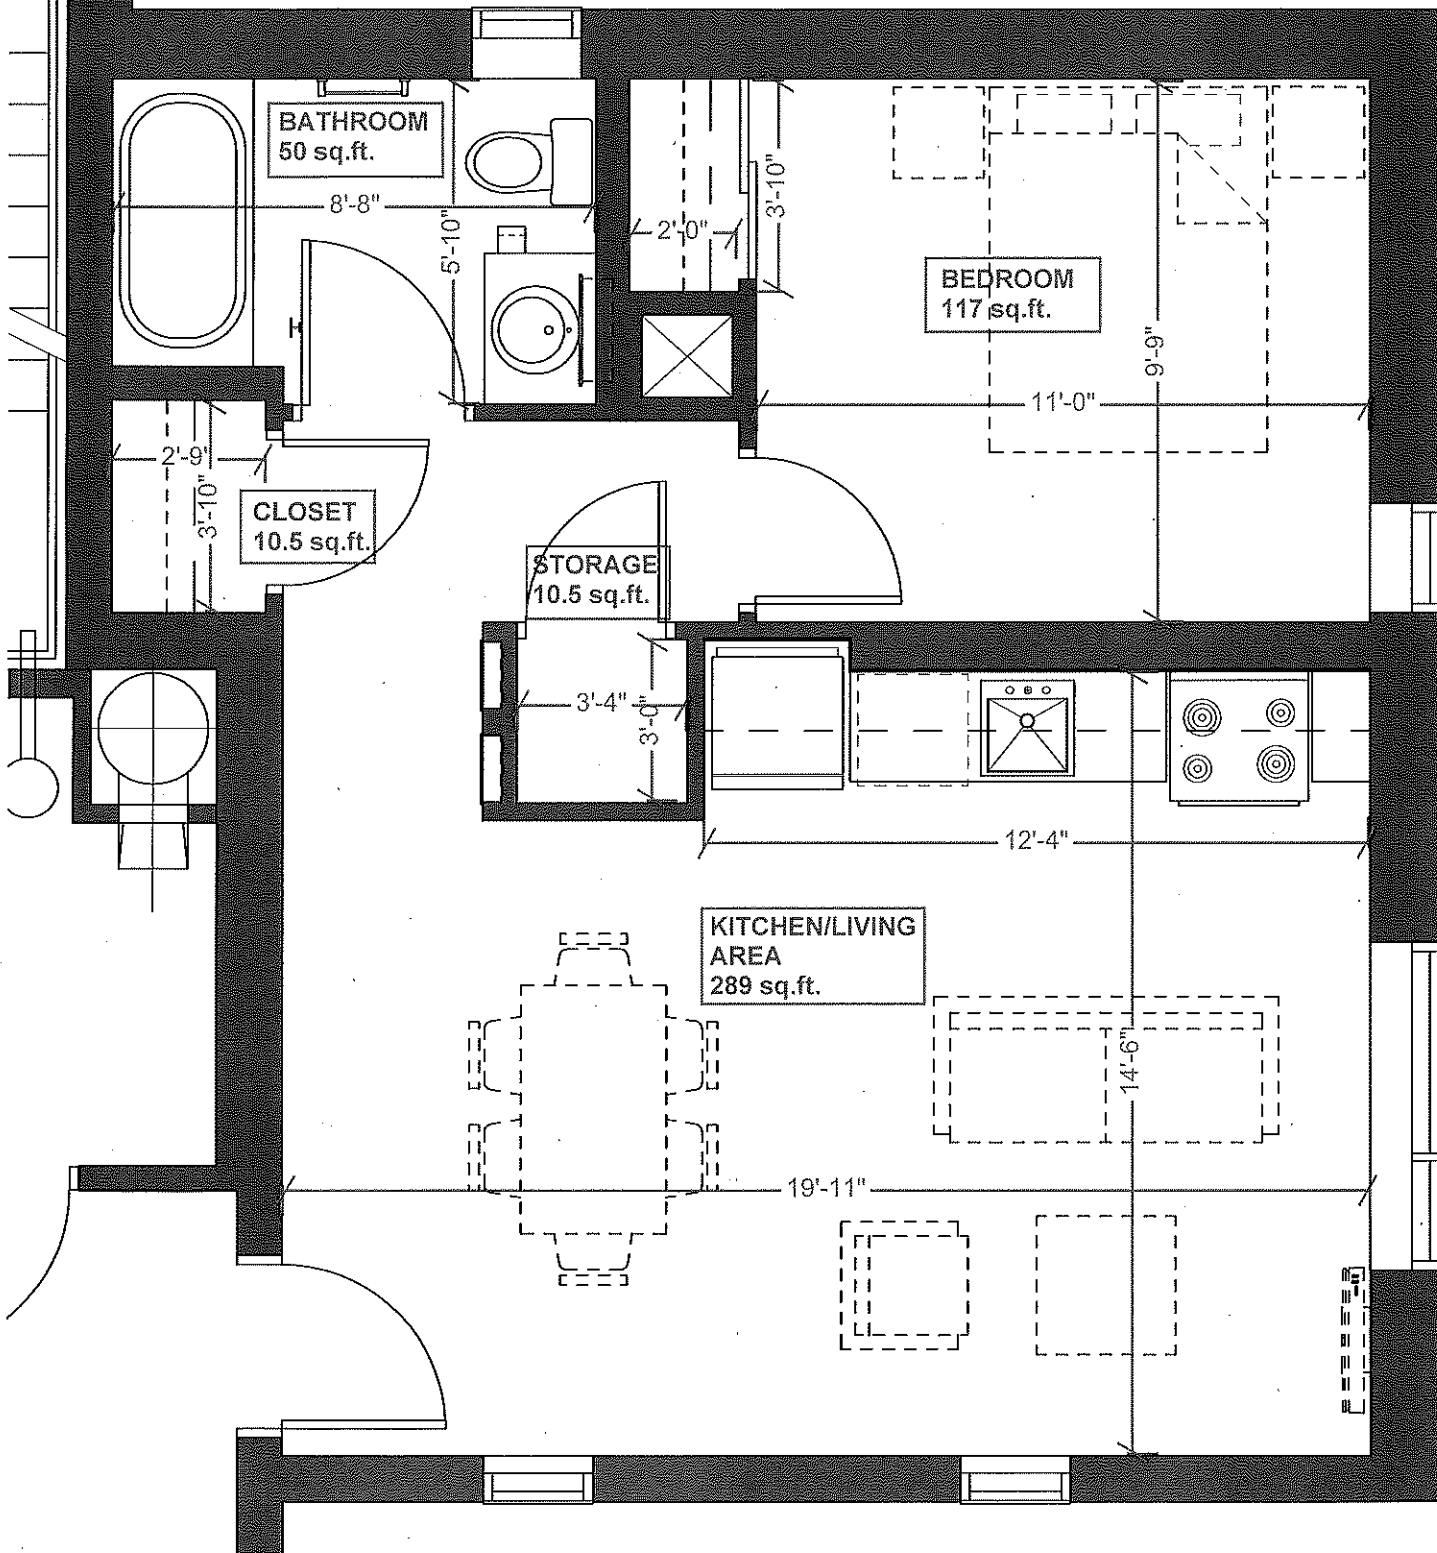 BATHROOM
50 sq.ft.
8'-8"
5'-10"
2'-0"
3'-10"
BEDROOM
117 sq.ft.
9'-9"
11'-0"
2'-9'
3'-10"
CLOSET
10.5 sq.ft.
STORAGE
10.5 sq.ft.
3'-4"
3'-0"
12'-4"
KITCHEN/LIVING
AREA
289 sq.ft.
14'-6"
19'-11"